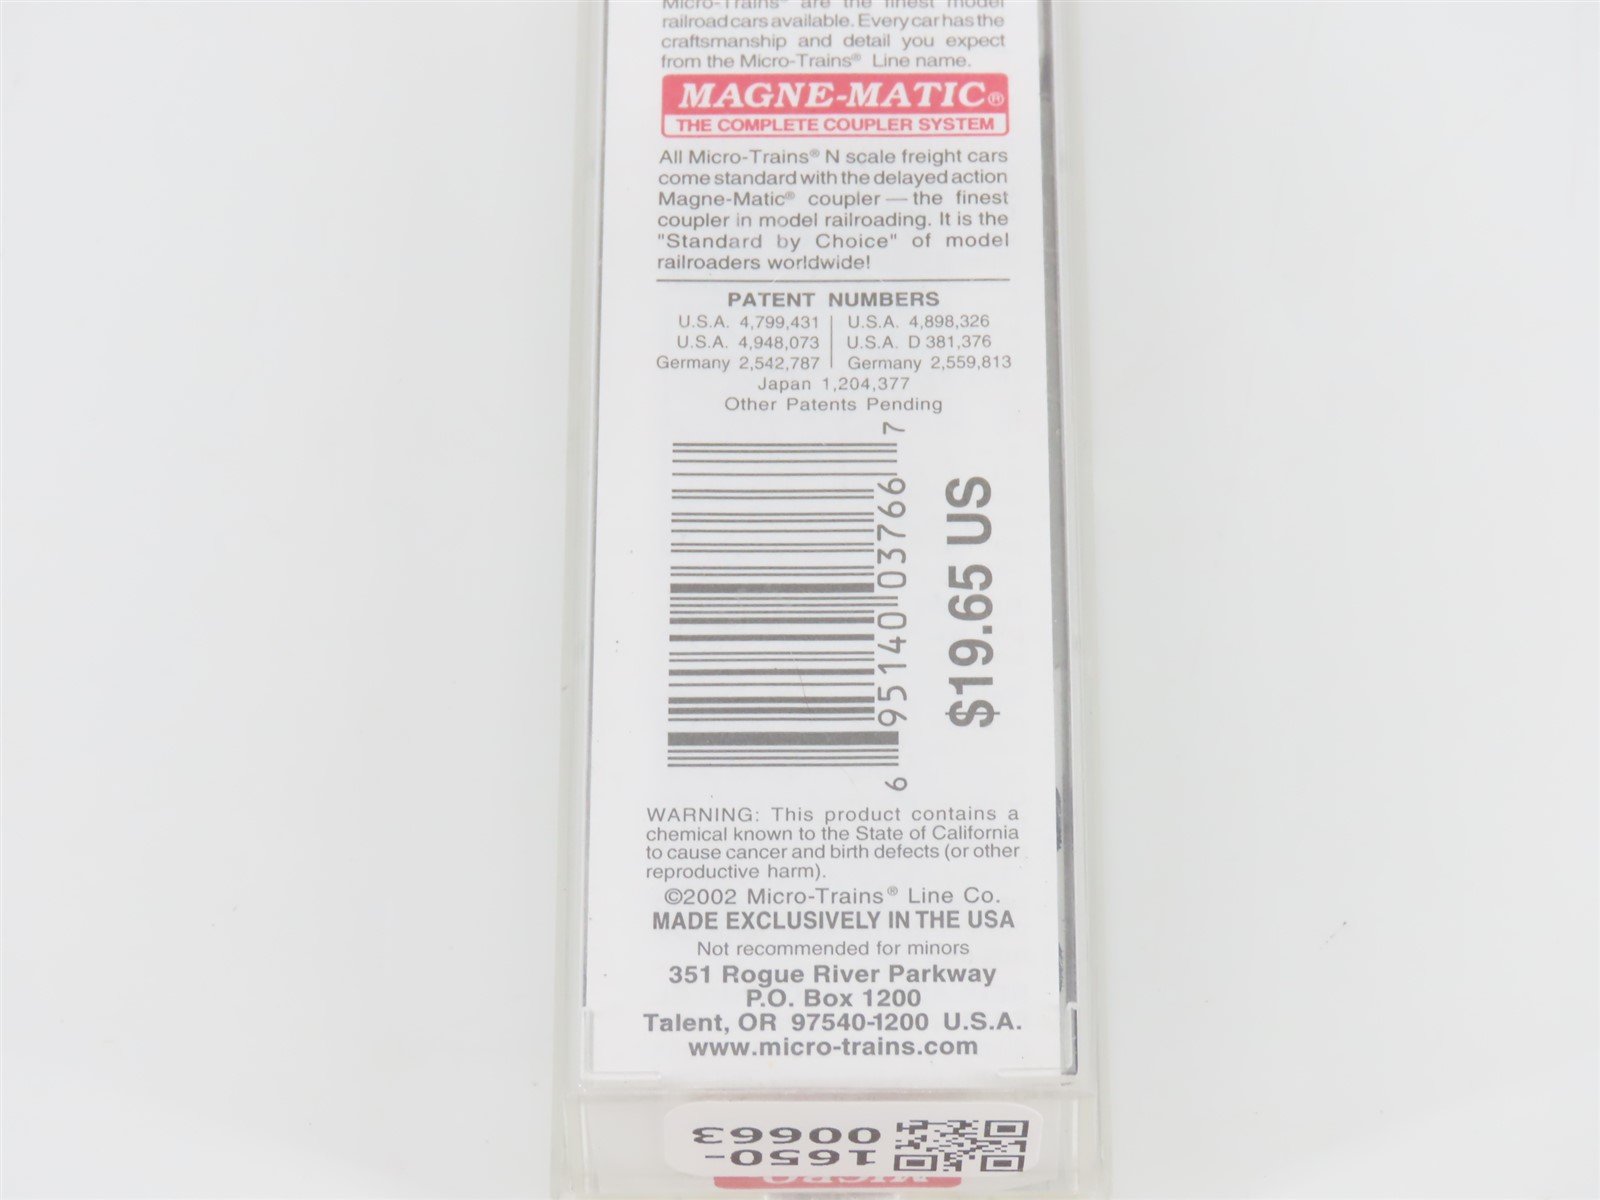 Micro-Trains® are the finest model
railroad cars available. Every car has the
craftsmanship and detail you expect
from the Micro-Trains® Line name.
MAGNE-MATIC®
THE COMPLETE COUPLER SYSTEM
All Micro-Trains® N scale freight cars
come standard with the delayed action
Magne-Matic® coupler — the finest
coupler in model railroading. It is the
"Standard by Choice" of model
railroaders worldwide!
PATENT NUMBERS
U.S.A. 4,799,431 | U.S.A. 4,898,326
U.S.A. 4,948,073 | U.S.A. D 381,376
Germany 2,542,787 | Germany 2,559,813
Japan 1,204,377
Other Patents Pending
6 95140 03766 7
$19.65 US
WARNING: This product contains a
chemical known to the State of California
to cause cancer and birth defects (or other
reproductive harm).
©2002 Micro-Trains® Line Co.
MADE EXCLUSIVELY IN THE USA
Not recommended for minors
351 Rogue River Parkway
P.O. Box 1200
Talent, OR 97540-1200 U.S.A.
www.micro-trains.com
1650-
00663
MICRO